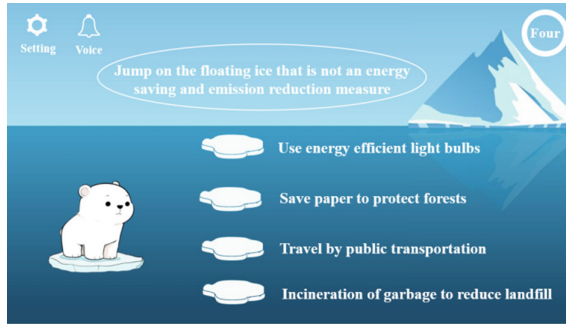 Setting
Voice
Four
Jump on the floating ice that is not an energy
saving and emission reduction measure
Use energy efficient light bulbs
Save paper to protect forests
Travel by public transportation
Incineration of garbage to reduce landfill